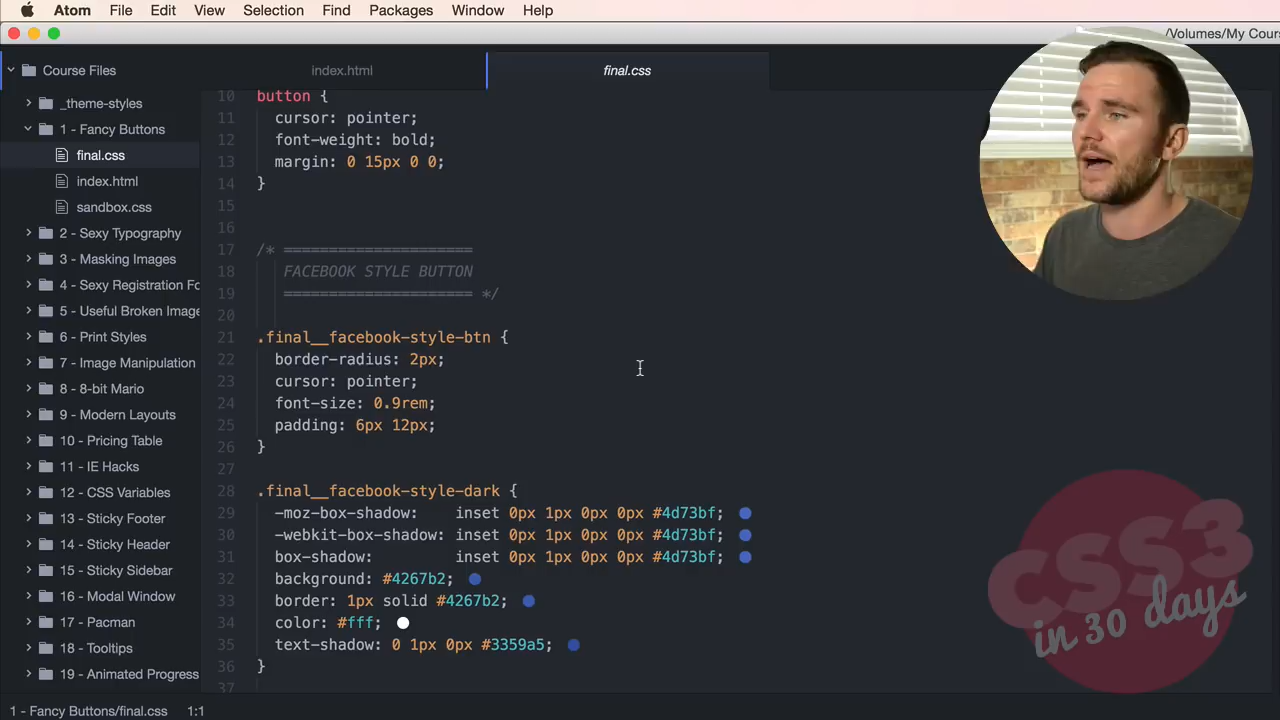 Atom File Edit View Selection Find Packages Window Help
/Volumes/My Cour
Course Files
index.html
final.css
_theme-styles
1 - Fancy Buttons
final.css
index.html
sandbox.css
2 - Sexy Typography
3 - Masking Images
4 - Sexy Registration Fo
5 - Useful Broken Image
6 - Print Styles
7 - Image Manipulation
8 - 8-bit Mario
9 - Modern Layouts
10 - Pricing Table
11 - IE Hacks
12 - CSS Variables
13 - Sticky Footer
14 - Sticky Header
15 - Sticky Sidebar
16 - Modal Window
17 - Pacman
18 - Tooltips
19 - Animated Progress
10 button {
11 cursor: pointer;
12 font-weight: bold;
13 margin: 0 15px 0 0;
14 }
15
16
17 /* =====================
18 FACEBOOK STYLE BUTTON
19 ===================== */
20
21 .final__facebook-style-btn {
22 border-radius: 2px;
23 cursor: pointer;
24 font-size: 0.9rem;
25 padding: 6px 12px;
26 }
27
28 .final__facebook-style-dark {
29 -moz-box-shadow: inset 0px 1px 0px 0px #4d73bf;
30 -webkit-box-shadow: inset 0px 1px 0px 0px #4d73bf;
31 box-shadow: inset 0px 1px 0px 0px #4d73bf;
32 background: #4267b2;
33 border: 1px solid #4267b2;
34 color: #fff;
35 text-shadow: 0 1px 0px #3359a5;
36 }
37
CSS3
in 30 days
1 - Fancy Buttons/final.css 1:1